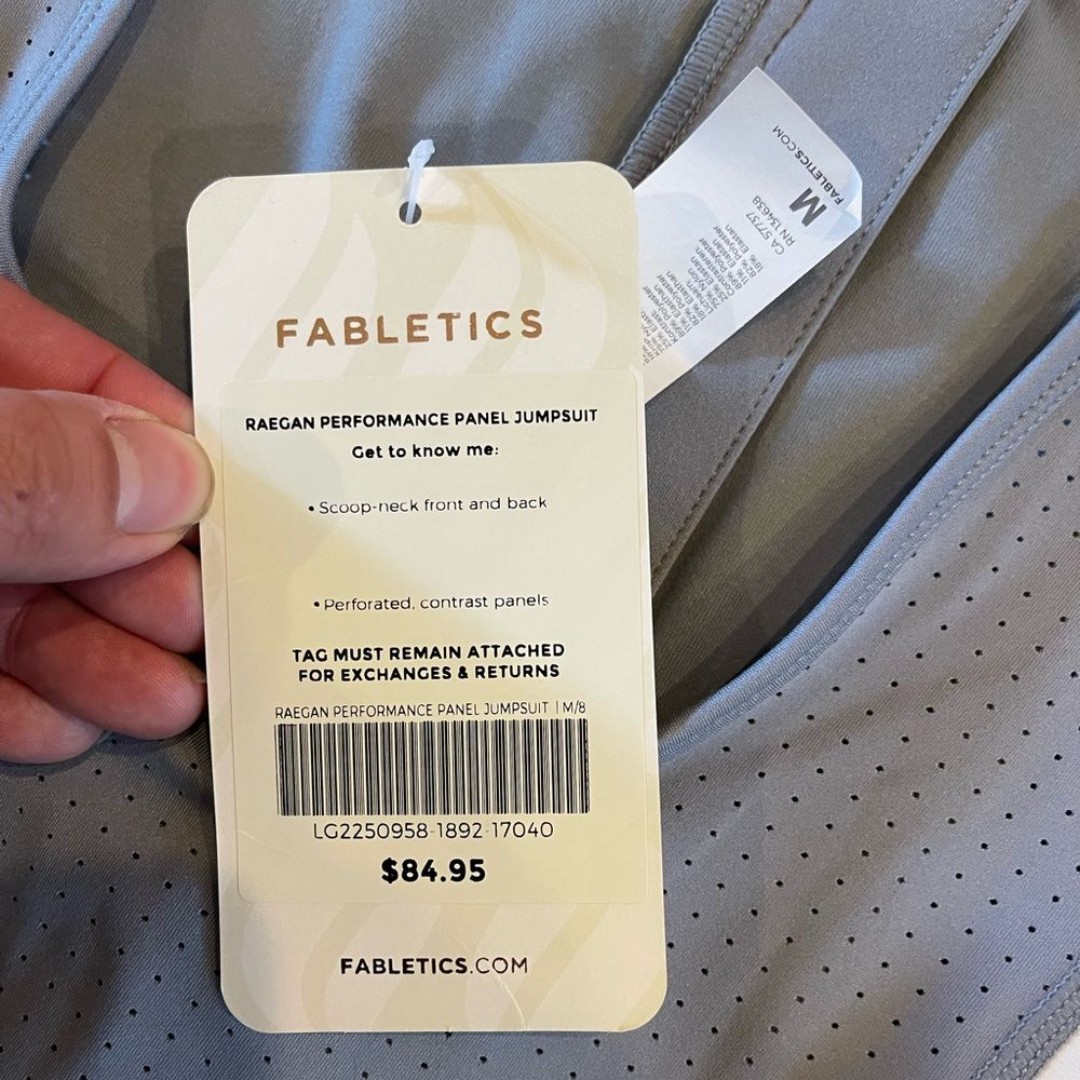 FABLETICS
RAEGAN PERFORMANCE PANEL JUMPSUIT
Get to know me:
• Scoop-neck front and back
• Perforated, contrast panels
TAG MUST REMAIN ATTACHED
FOR EXCHANGES & RETURNS
RAEGAN PERFORMANCE PANEL JUMPSUIT | M/8
LG2250958-1892-17040
$84.95
FABLETICS.COM
FABLETICS.COM
M
RN 134638
CA 57737